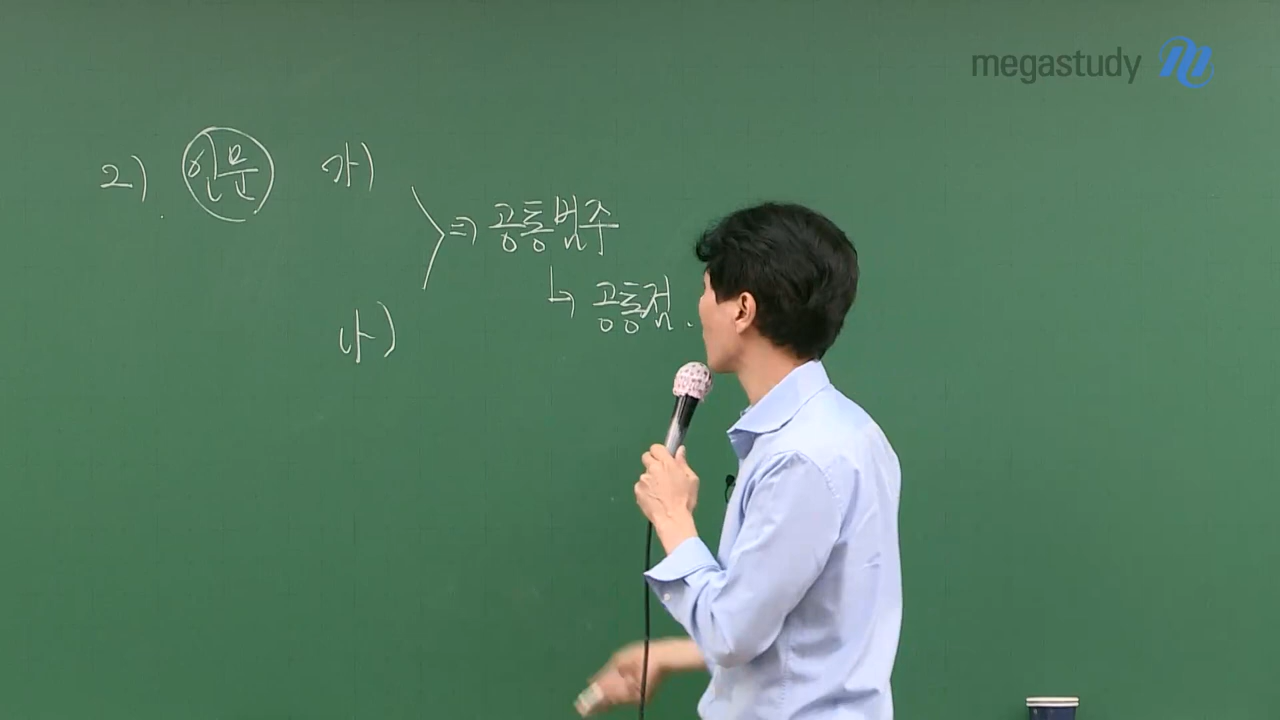 megastudy
2) 인문 가)
⇒ 공통범주
↳ 공통점.
나)